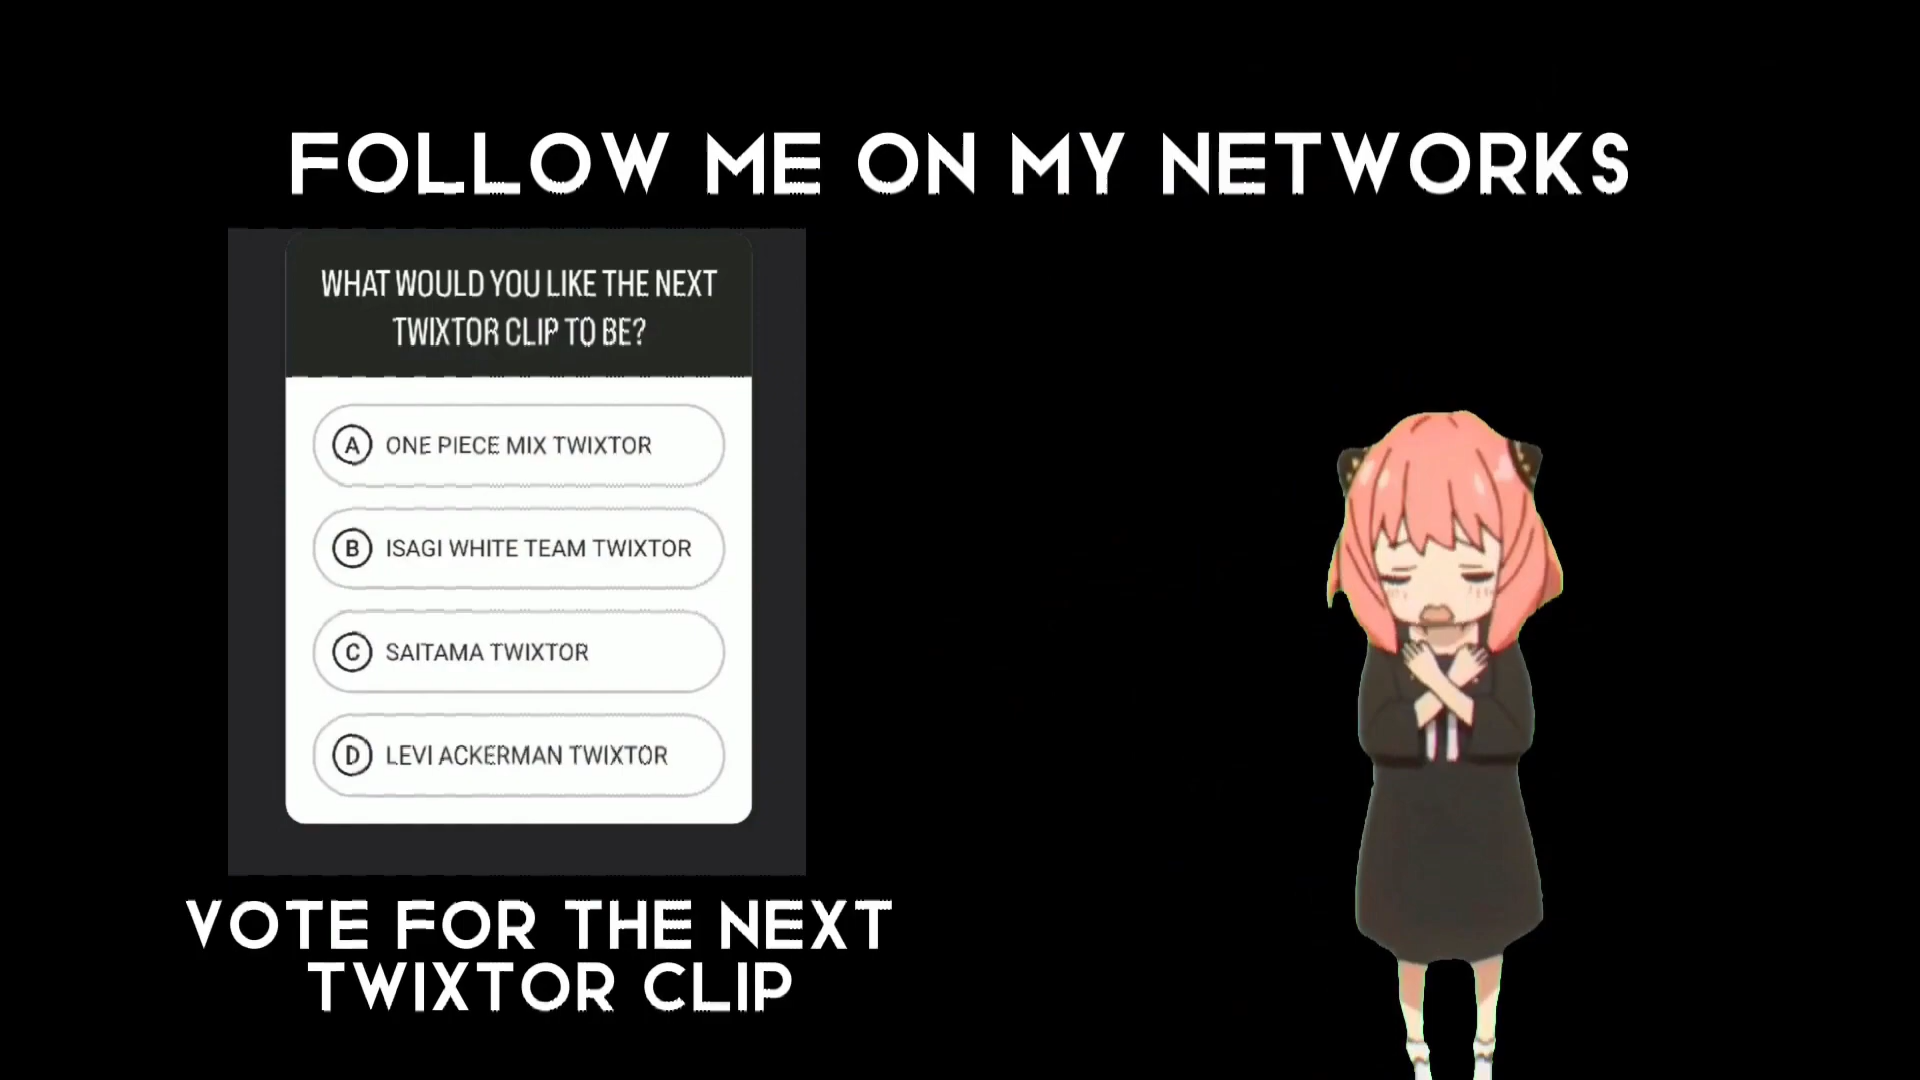 FOLLOW ME ON MY NETWORKS
WHAT WOULD YOU LIKE THE NEXT
TWIXTOR CLIP TO BE?
A ONE PIECE MIX TWIXTOR
B ISAGI WHITE TEAM TWIXTOR
C SAITAMA TWIXTOR
D LEVI ACKERMAN TWIXTOR
VOTE FOR THE NEXT
TWIXTOR CLIP